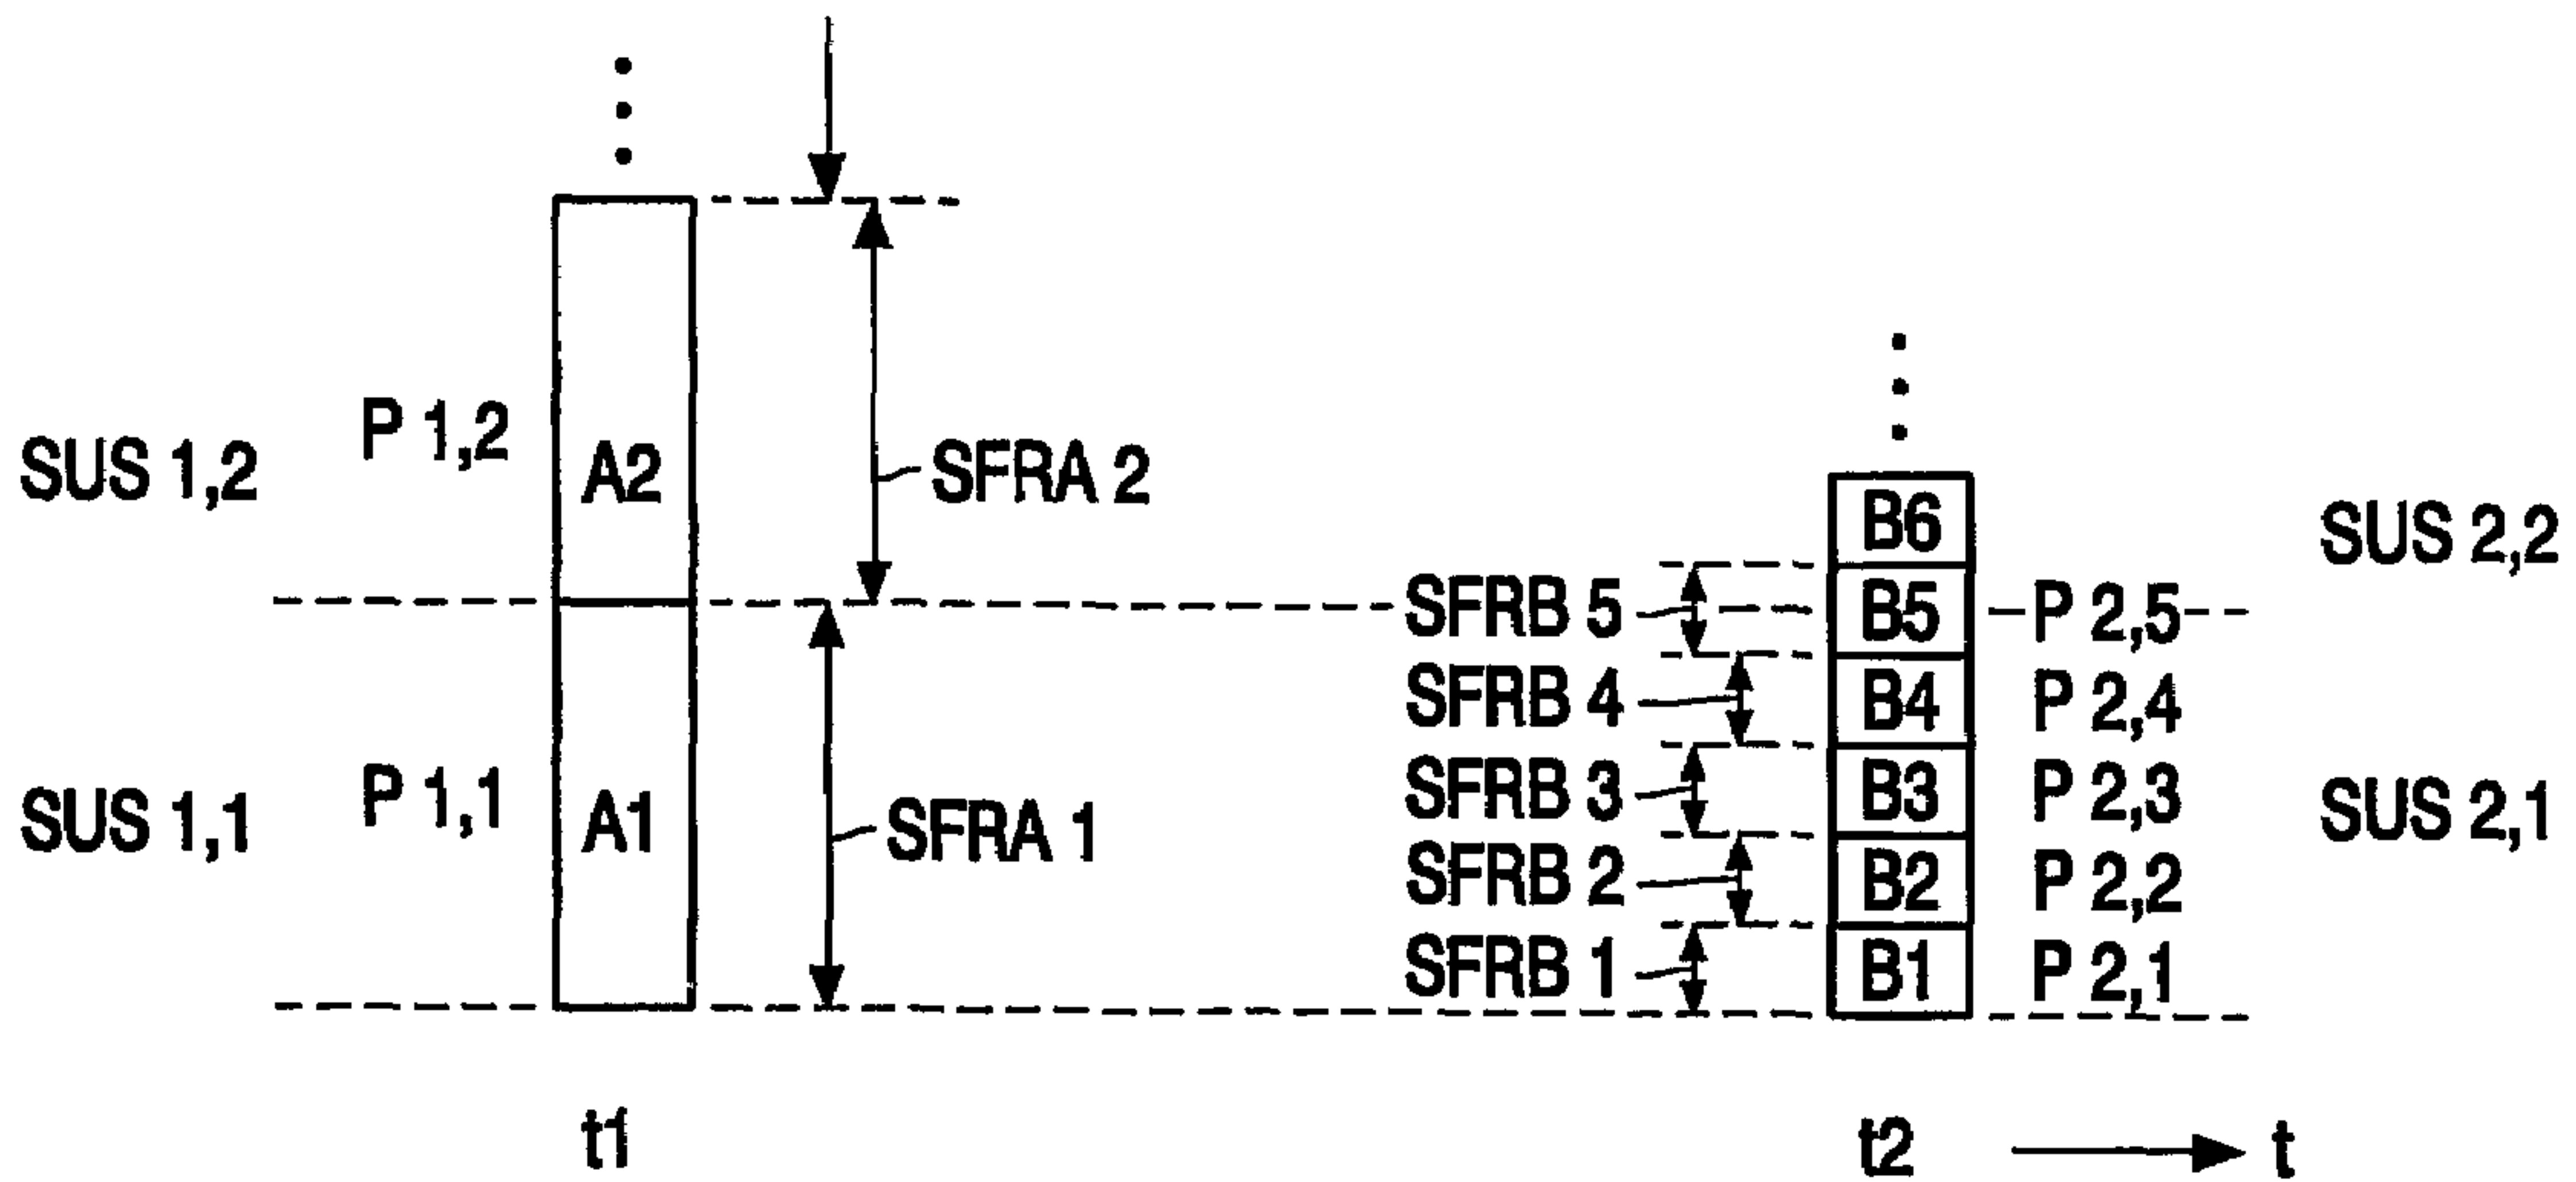 P 1,2
SUS 1,2
A2
SFRA 2
B6
SUS 2,2
SFRB 5
B5
P 2,5
SFRB 4
B4
P 2,4
SUS 1,1
P 1,1
A1
SFRA 1
SFRB 3
B3
P 2,3
SUS 2,1
SFRB 2
B2
P 2,2
SFRB 1
B1
P 2,1
t1
t2
t